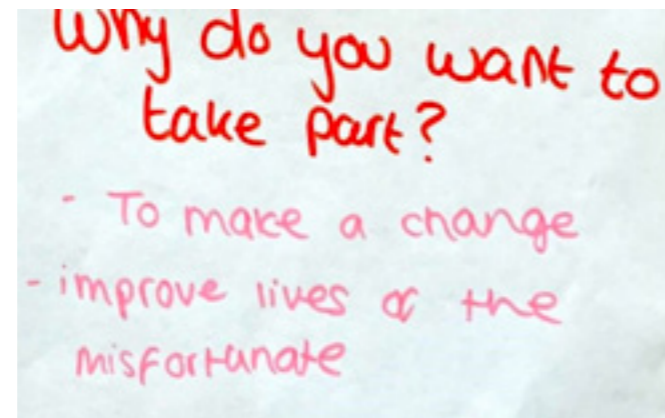 Why do you want to
take part?
- To make a change
- improve lives of the
misfortunate